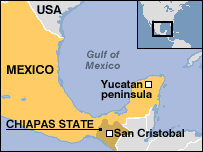 USA
Gulf of
Mexico
MEXICO
Yucatan
peninsula
CHIAPAS STATE
San Cristobal